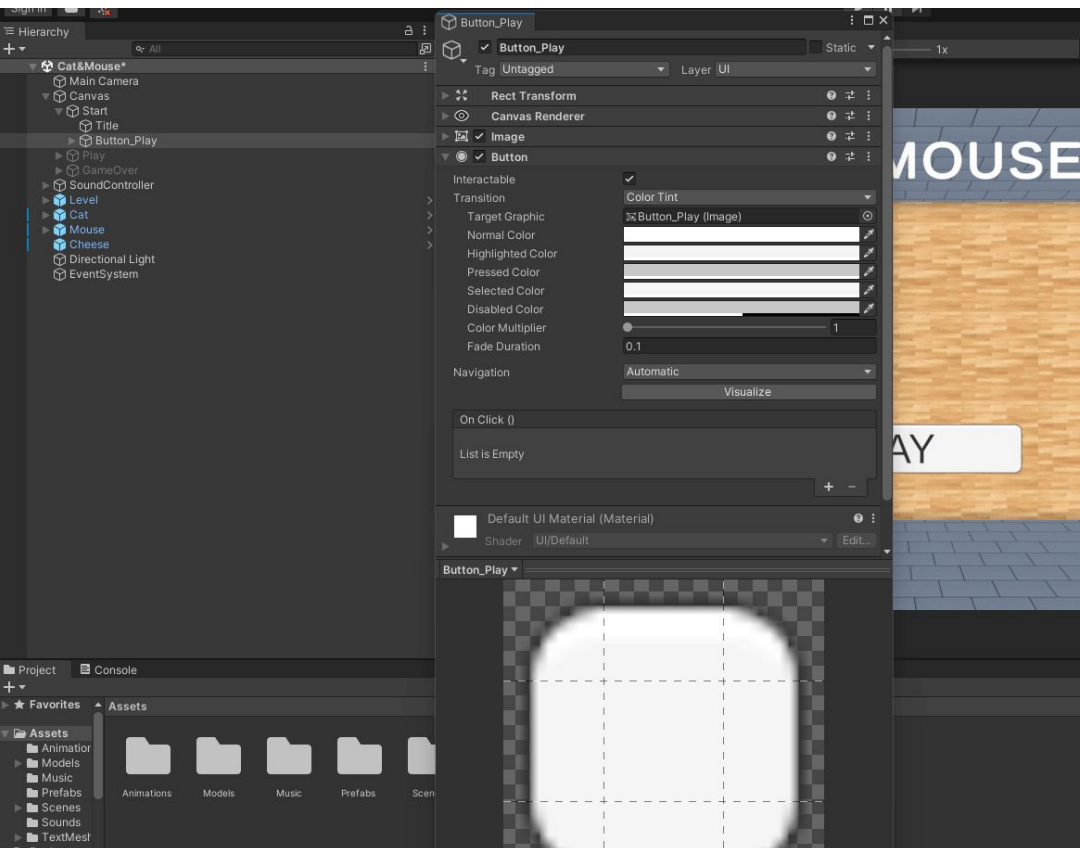 Sign in
Hierarchy
All
Cat&Mouse*
Main Camera
Canvas
Start
Title
Button_Play
Play
GameOver
SoundController
Level
Cat
Mouse
Cheese
Directional Light
EventSystem
Button_Play
Button_Play
Static
Tag Untagged Layer UI
Rect Transform
Canvas Renderer
Image
Button
Interactable
Transition Color Tint
Target Graphic Button_Play (Image)
Normal Color
Highlighted Color
Pressed Color
Selected Color
Disabled Color
Color Multiplier 1
Fade Duration 0.1
Navigation Automatic
Visualize
On Click ()
List is Empty
Default UI Material (Material)
Shader UI/Default Edit...
Button_Play
1x
MOUSE
AY
Project Console
Favorites
Assets
Animation
Models
Music
Prefabs
Scenes
Sounds
TextMesh
Assets
Animations Models Music Prefabs Scen